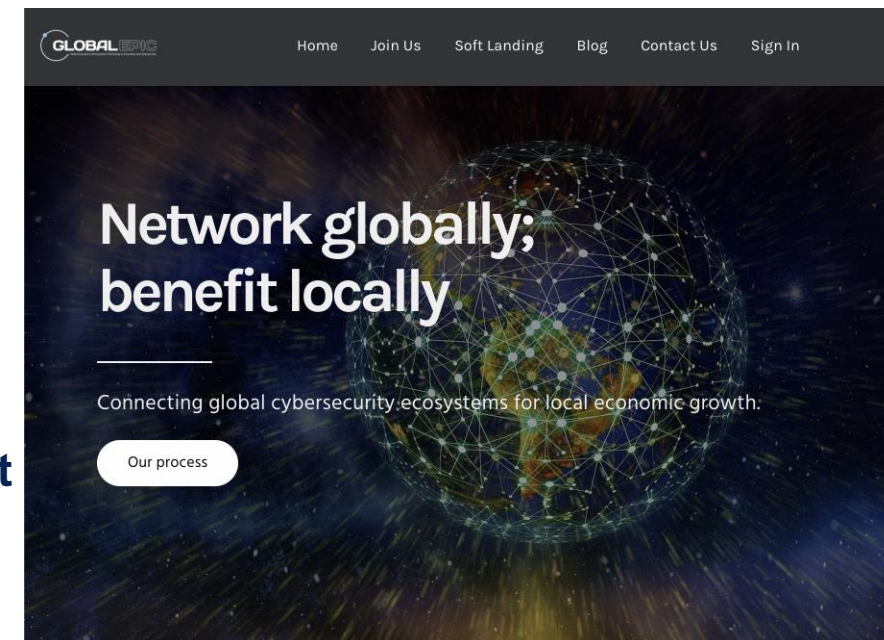 GLOBAL EPIC
Home Join Us Soft Landing Blog Contact Us Sign In
Network globally;
benefit locally
Connecting global cybersecurity ecosystems for local economic growth.
t
Our process